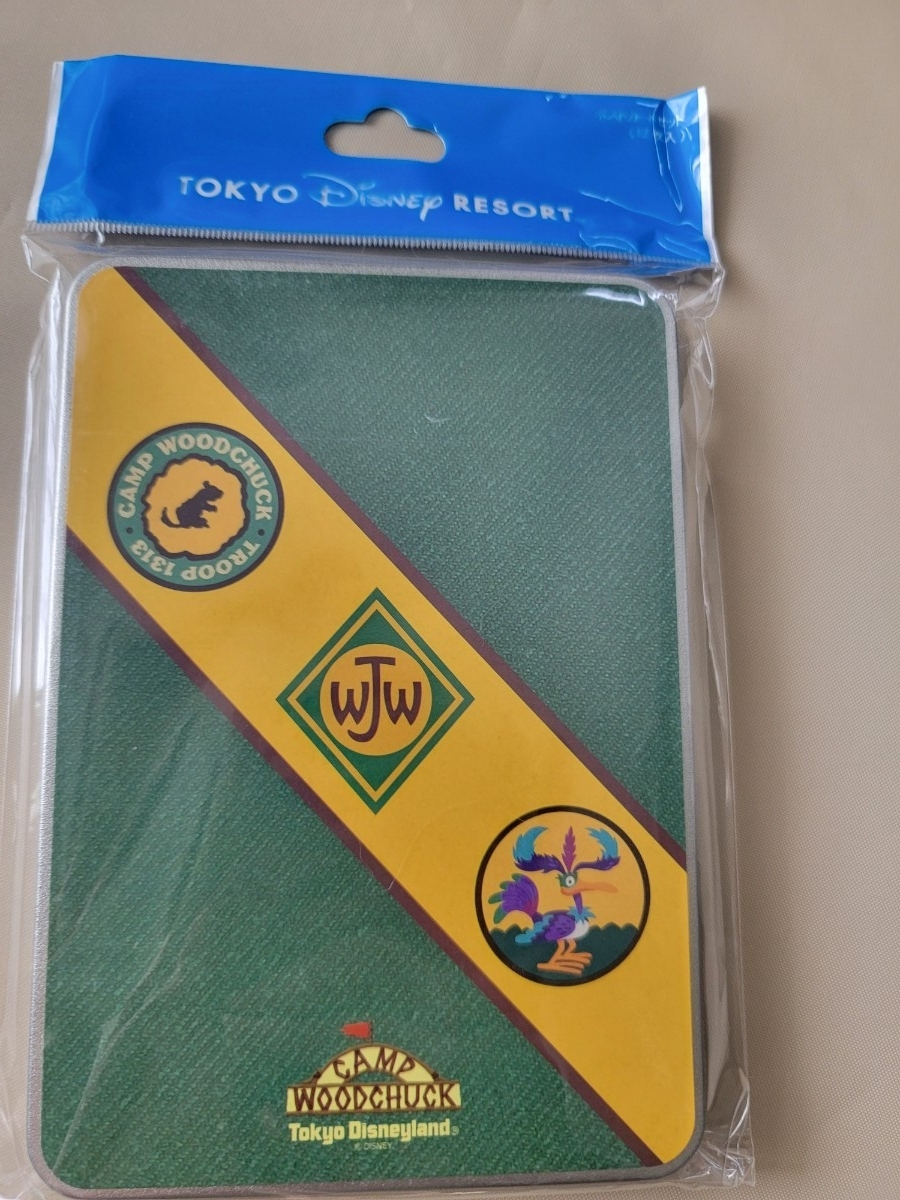 TOKYO Disney RESORT
CAMP WOODCHUCK
TROOP 1313
WJW
CAMP
WOODCHUCK
Tokyo Disneyland®
© DISNEY